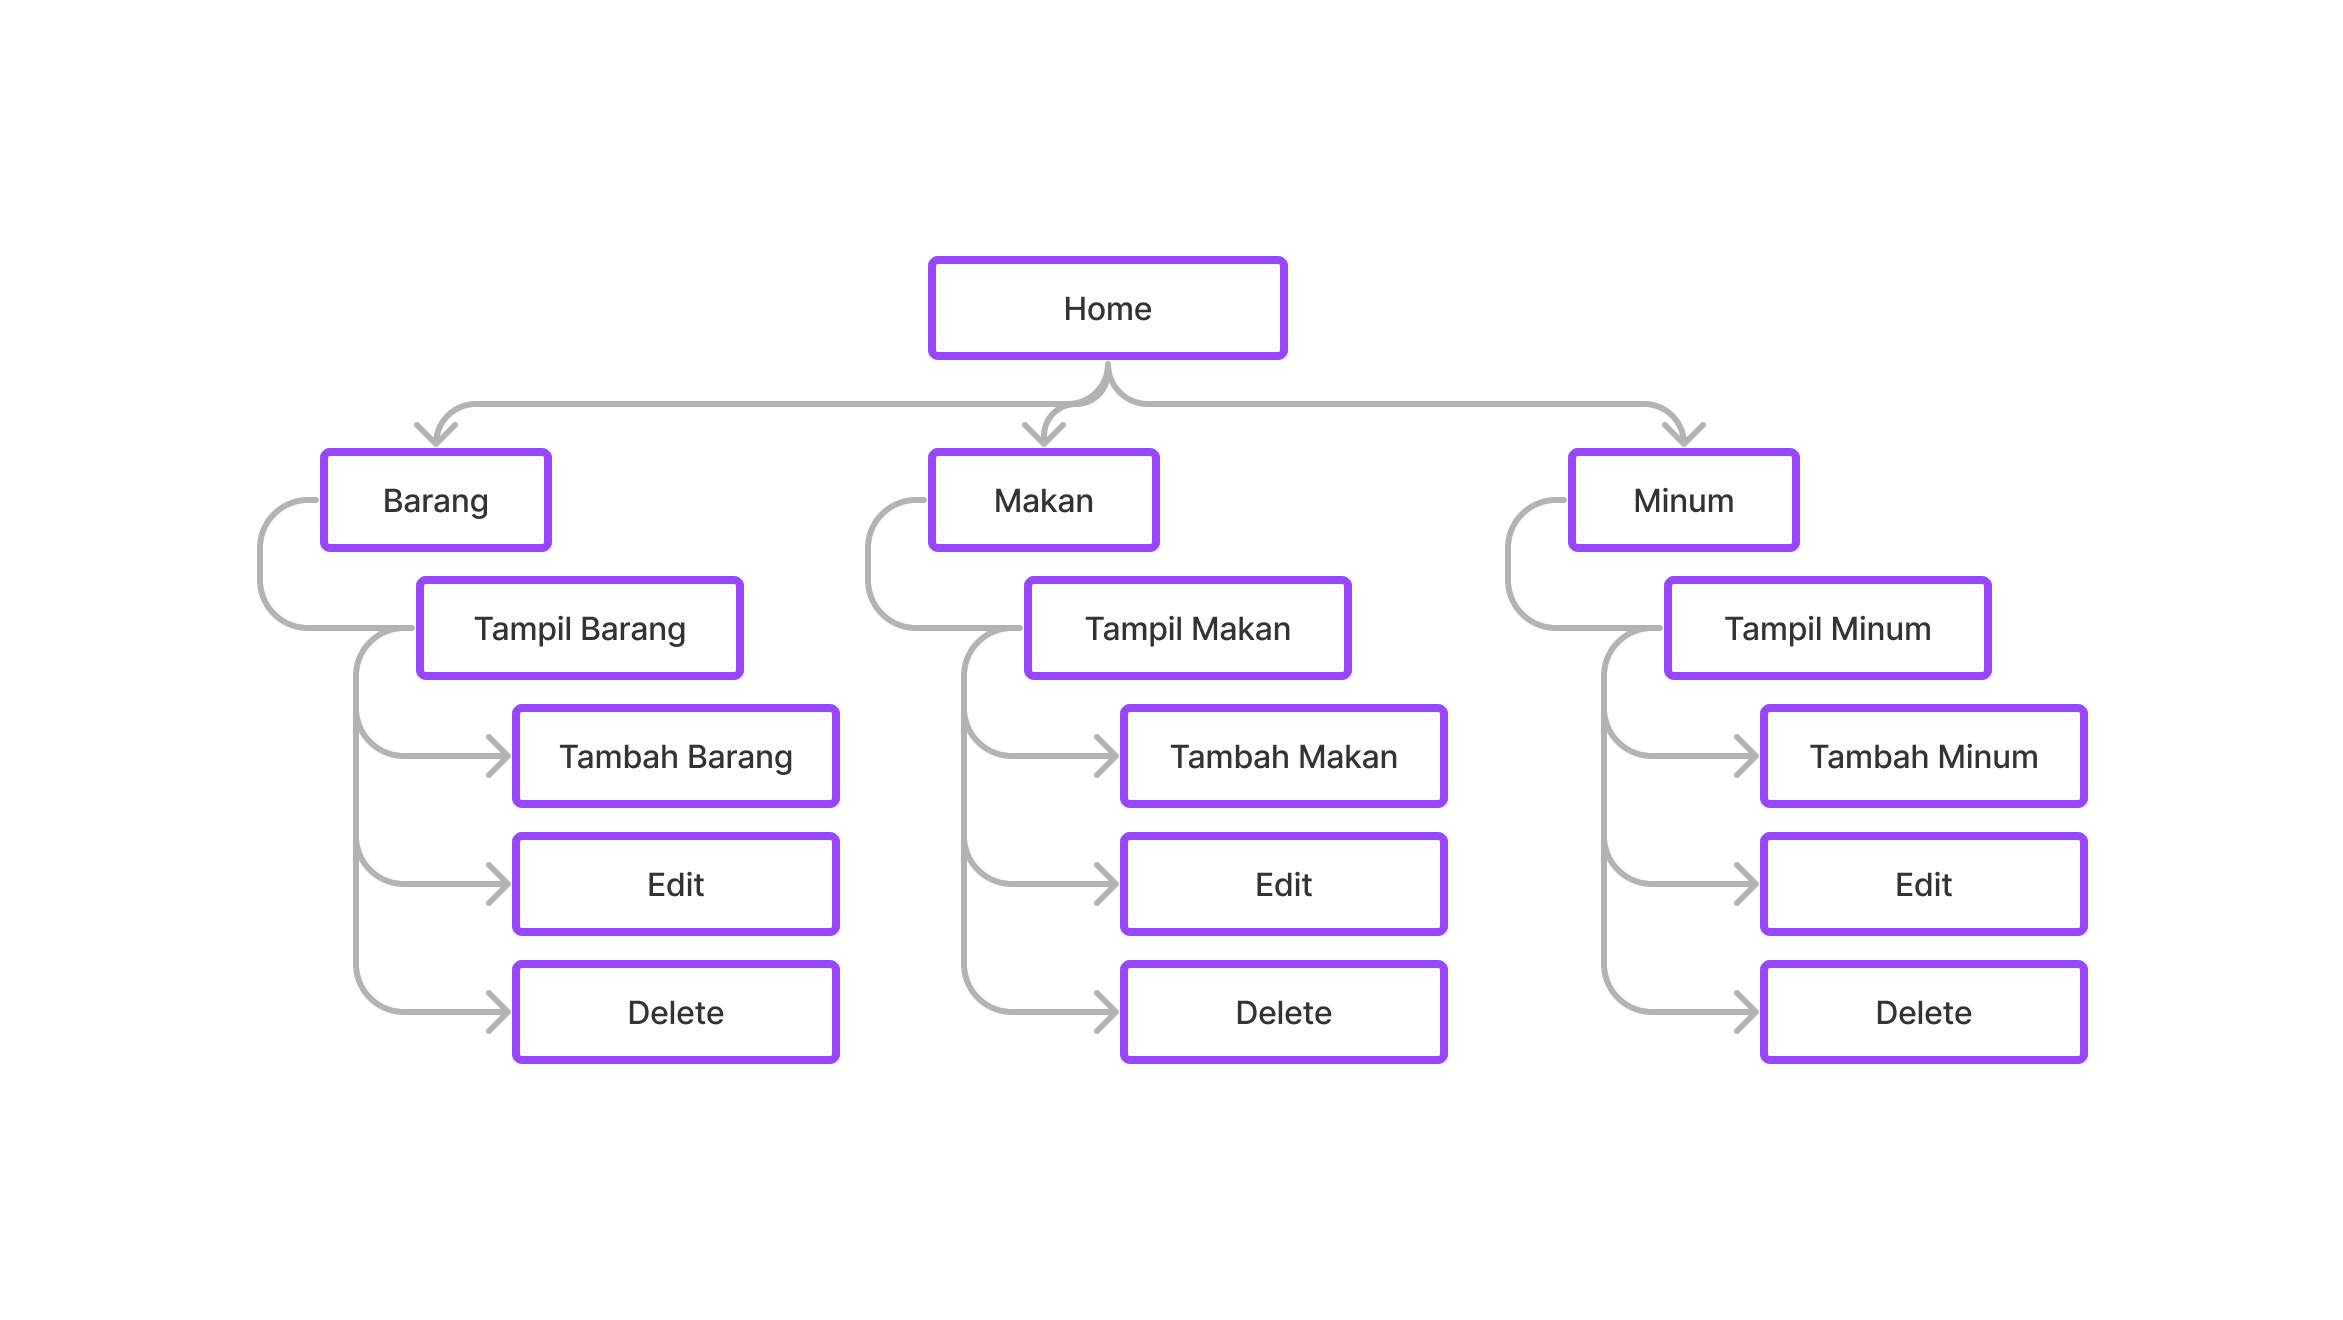 Home
Barang
Makan
Minum
Tampil Barang
Tampil Makan
Tampil Minum
Tambah Barang
Tambah Makan
Tambah Minum
Edit
Edit
Edit
Delete
Delete
Delete